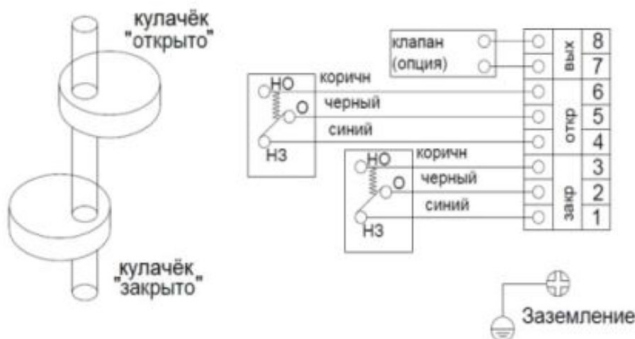 кулачёк
"открыто"
кулачёк
"закрыто"
клапан
(опция)
НО
коричн
О
черный
синий
НЗ
НО
коричн
О
черный
синий
НЗ
вых
откр
закр
8
7
6
5
4
3
2
1
Заземление